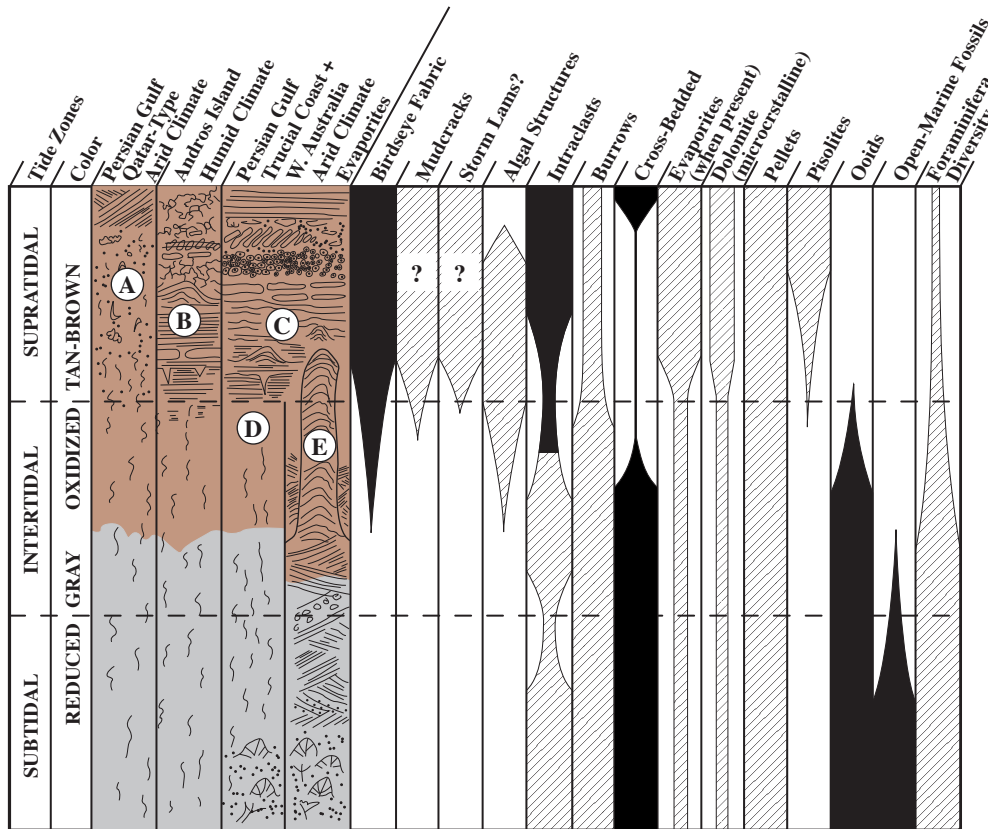 Tide Zones
Color
Persian Gulf
Qatar-Type
Arid Climate
Andros Island
Humid Climate
Persian Gulf
Trucial Coast +
W. Australia
Arid Climate
Evaporites
Birdseye Fabric
Mudcracks
Storm Lams?
Algal Structures
Intraclasts
Burrows
Cross-Bedded
Evaporites
(when present)
Dolomite
(microcrystalline)
Pellets
Pisolites
Ooids
Open-Marine Fossils
Foraminifera
Diversity
SUPRATIDAL
INTERTIDAL
SUBTIDAL
TAN-BROWN
OXIDIZED
GRAY
REDUCED
A
B
C
D
E
?
?